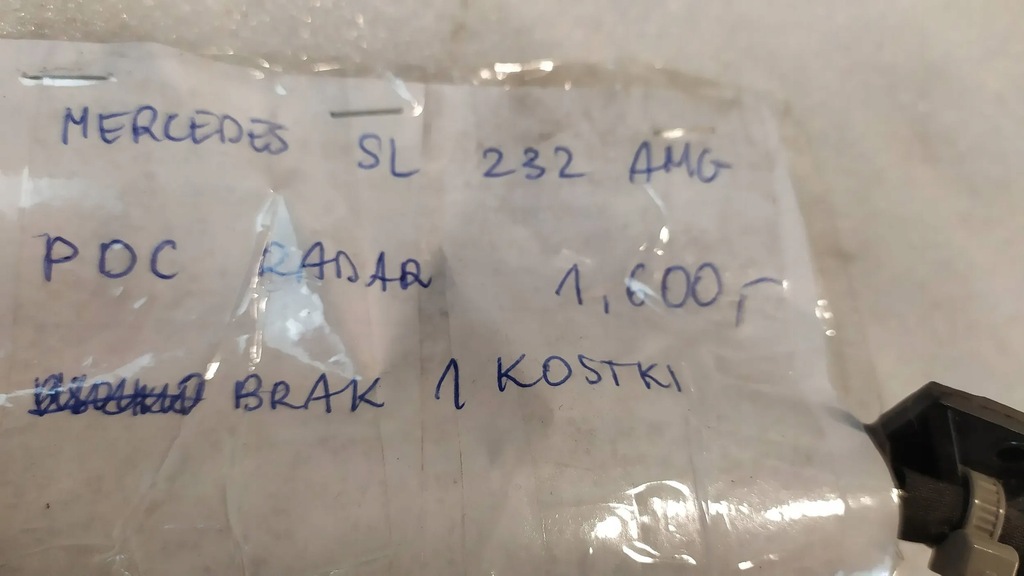 MERCEDES SL 232 AMG
PDC RADAR 1,600,-
BRAK 1 KOSTKI